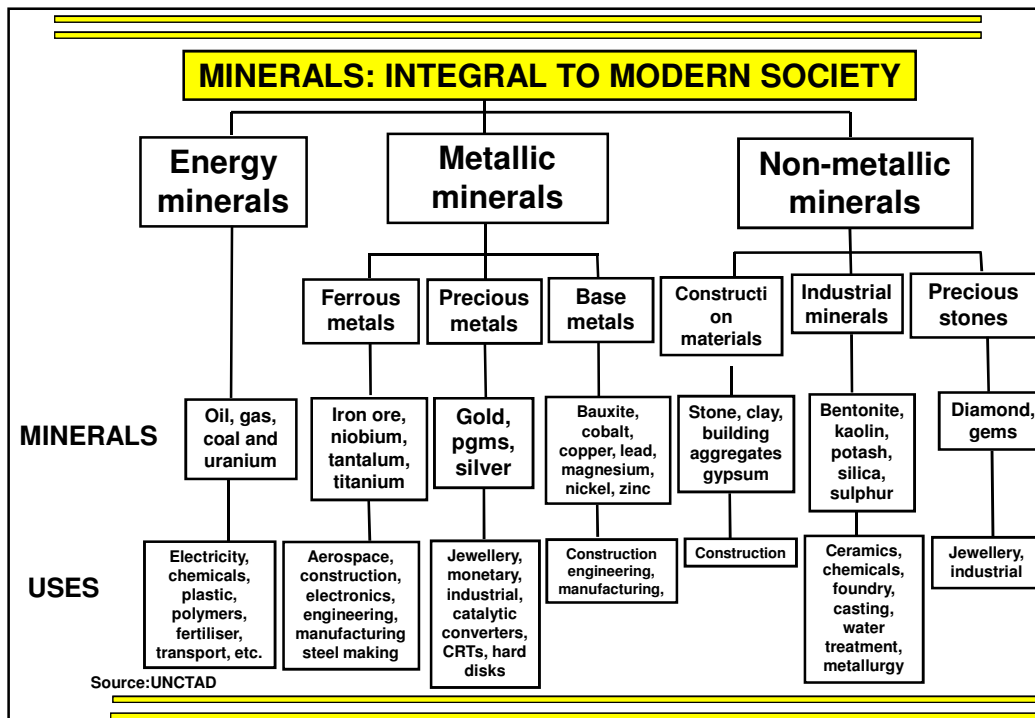 MINERALS: INTEGRAL TO MODERN SOCIETY
Energy
minerals
Metallic
minerals
Non-metallic
minerals
Ferrous
metals
Precious
metals
Base
metals
Constructi
on
materials
Industrial
minerals
Precious
stones
MINERALS
Oil, gas,
coal and
uranium
Iron ore,
niobium,
tantalum,
titanium
Gold,
pgms,
silver
Bauxite,
cobalt,
copper, lead,
magnesium,
nickel, zinc
Stone, clay,
building
aggregates
gypsum
Bentonite,
kaolin,
potash,
silica,
sulphur
Diamond,
gems
USES
Electricity,
chemicals,
plastic,
polymers,
fertiliser,
transport, etc.
Aerospace,
construction,
electronics,
engineering,
manufacturing
steel making
Jewellery,
monetary,
industrial,
catalytic
converters,
CRTs, hard
disks
Construction
engineering,
manufacturing,
Construction
Ceramics,
chemicals,
foundry,
casting,
water
treatment,
metallurgy
Jewellery,
industrial
Source:UNCTAD